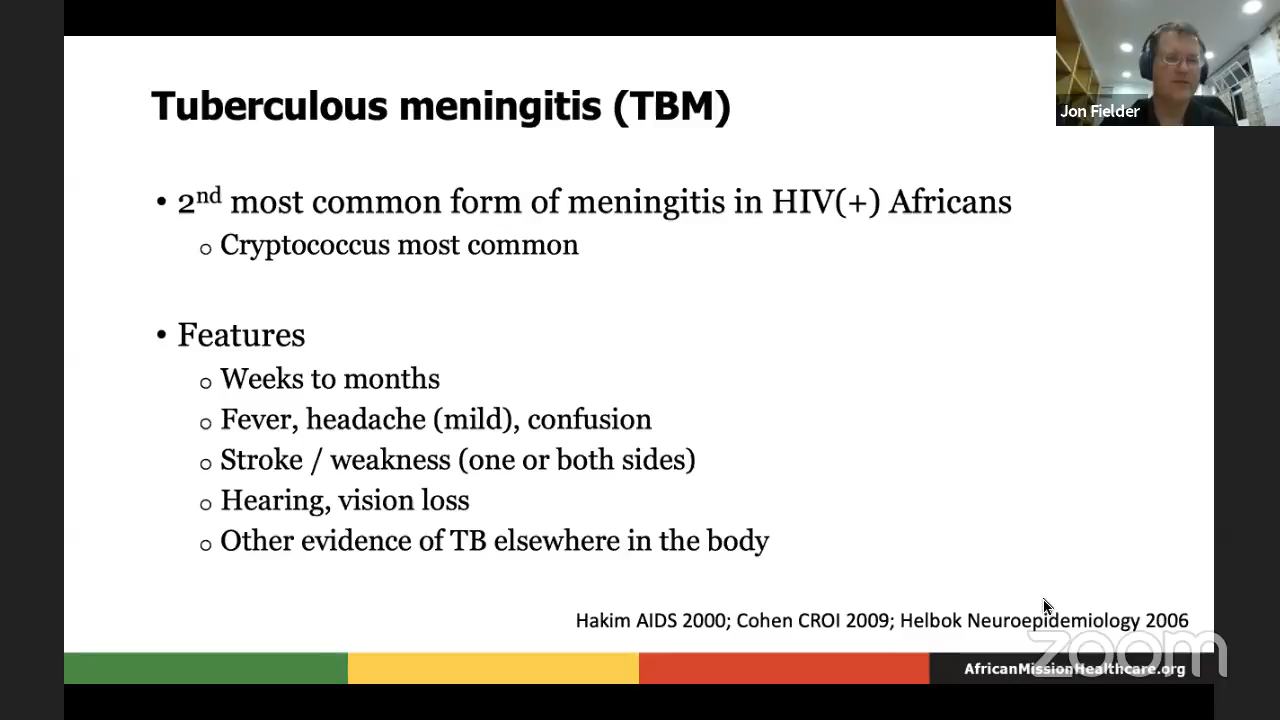 Tuberculous meningitis (TBM)
Jon Fielder
• 2nd most common form of meningitis in HIV(+) Africans
o Cryptococcus most common
• Features
o Weeks to months
o Fever, headache (mild), confusion
o Stroke / weakness (one or both sides)
o Hearing, vision loss
o Other evidence of TB elsewhere in the body
Hakim AIDS 2000; Cohen CROI 2009; Helbok Neuroepidemiology 2006
zoom
AfricanMissionHealthcare.org